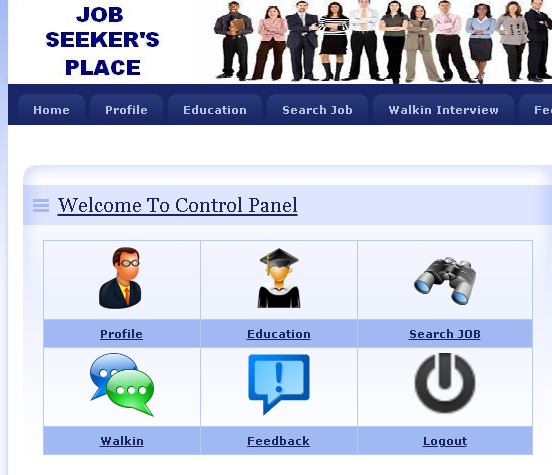 JOB
SEEKER'S
PLACE
Home Profile Education Search Job Walkin Interview Fe
Welcome To Control Panel
Profile Education Search JOB
Walkin Feedback Logout